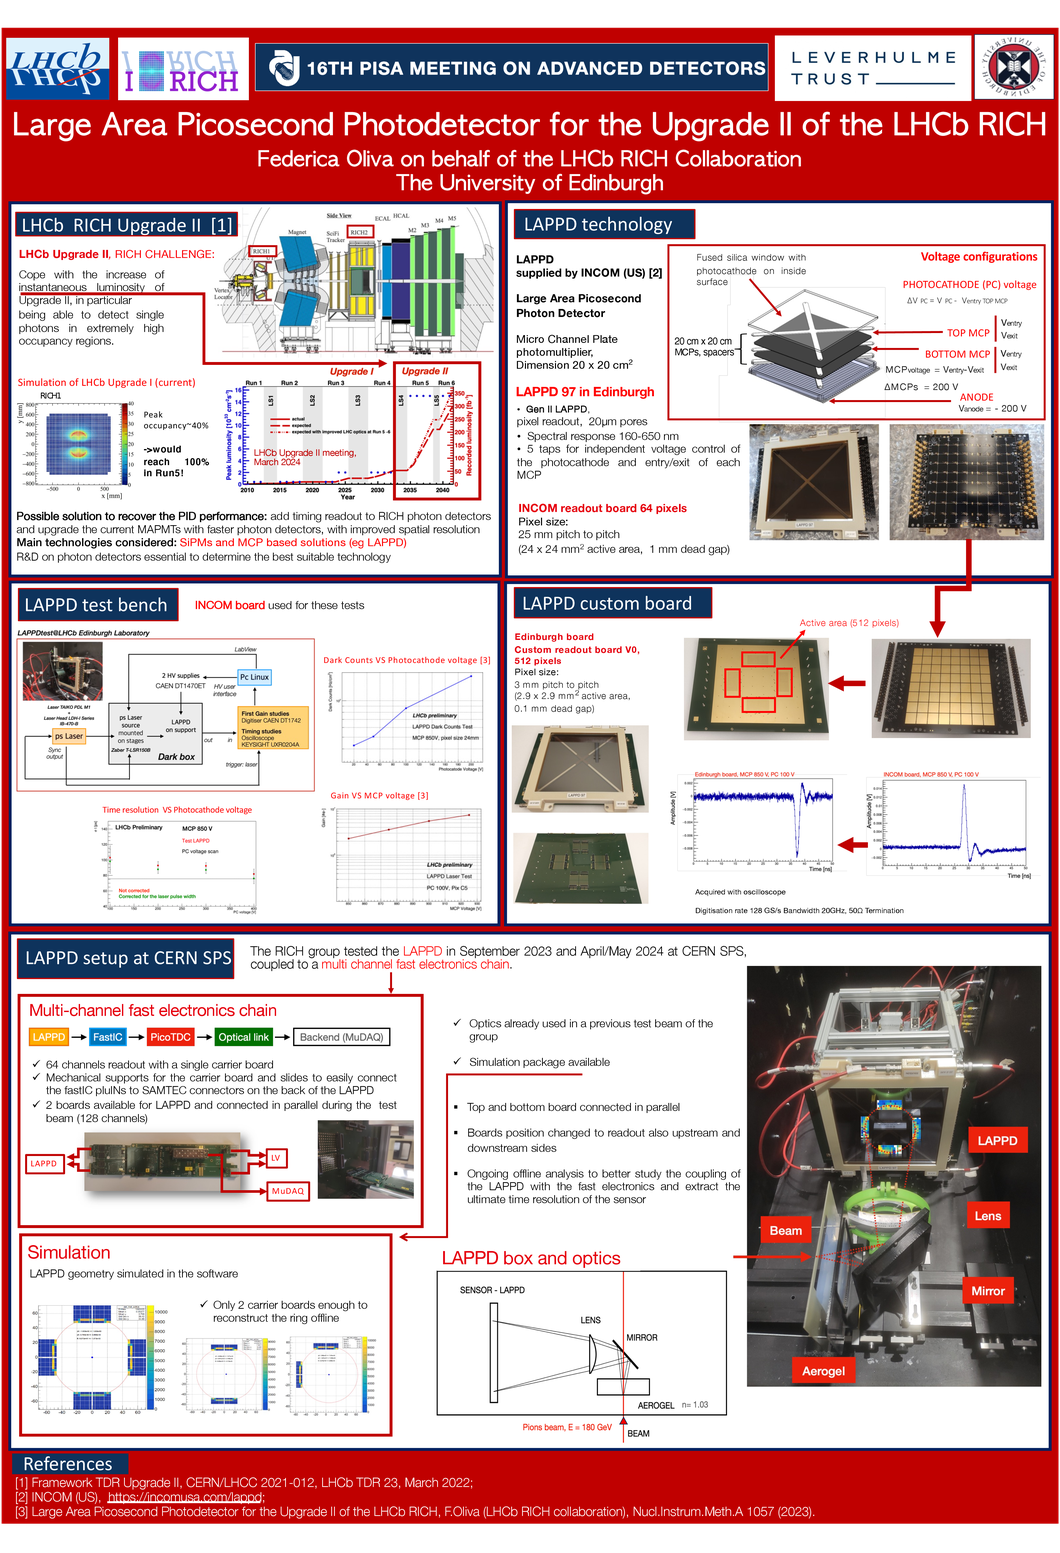 LHCb
RICH
I RICH
16TH PISA MEETING ON ADVANCED DETECTORS
LEVERHULME
TRUST
Large Area Picosecond Photodetector for the Upgrade II of the LHCb RICH
Federica Oliva on behalf of the LHCb RICH Collaboration
The University of Edinburgh
LHCb RICH Upgrade II [1]
LHCb Upgrade II, RICH CHALLENGE:
Cope with the increase of
instantaneous luminosity of
Upgrade II, in particular
being able to detect single
photons in extremely high
occupancy regions.
Side View
ECAL HCAL
M2 M3 M4 M5
Magnet
SciFi
Tracker
RICH2
RICH1
Vertex
Locator
Simulation of LHCb Upgrade I (current)
RICH1
y [mm]
x [mm]
Peak
occupancy~40%
->would
reach 100%
in Run5!
Upgrade I
Upgrade II
Run 1 Run 2 Run 3 Run 4 Run 5 Run 6
LS1 LS2 LS3 LS4 LS5
actual
expected
expected with improved LHC optics at Run 5 -6
LHCb Upgrade II meeting,
March 2024
2010 2015 2020 2025 2030 2035 2040
Year
Possible solution to recover the PID performance: add timing readout to RICH photon detectors
and upgrade the current MAPMTs with faster photon detectors, with improved spatial resolution
Main technologies considered: SiPMs and MCP based solutions (eg LAPPD)
R&D on photon detectors essential to determine the best suitable technology
LAPPD technology
LAPPD
supplied by INCOM (US) [2]
Large Area Picosecond
Photon Detector
Micro Channel Plate
photomultiplier,
Dimension 20 x 20 cm²
LAPPD 97 in Edinburgh
• Gen II LAPPD,
pixel readout, 20µm pores
• Spectral response 160-650 nm
• 5 taps for independent voltage control of
the photocathode and entry/exit of each
MCP
INCOM readout board 64 pixels
Pixel size:
25 mm pitch to pitch
(24 x 24 mm² active area, 1 mm dead gap)
Fused silica window with
photocathode on inside
surface
20 cm x 20 cm
MCPs, spacers
Voltage configurations
PHOTOCATHODE (PC) voltage
ΔV PC = V PC - Ventry TOP MCP
TOP MCP
Ventry
Vexit
BOTTOM MCP
Ventry
Vexit
MCPvoltage = Ventry-Vexit
ΔMCPs = 200 V
ANODE
Vanode = - 200 V
LAPPD test bench
INCOM board used for these tests
LAPPDtest@LHCb Edinburgh Laboratory
LabView
2 HV supplies
CAEN DT1470ET
HV user
interface
Pc Linux
Laser TAIKO PDL M1
+
Laser Head LDH-I Series
IB-470-B
ps Laser
Sync
output
ps Laser
source
mounted
on stages
Zaber T-LSR150B
LAPPD
on support
Dark box
out
in
First Gain studies
Digitiser CAEN DT1742
Timing studies
Oscilloscope
KEYSIGHT UXR0204A
trigger: laser
Dark Counts VS Photocathode voltage [3]
LHCb preliminary
LAPPD Dark Counts Test
MCP 850V, pixel size 24mm
Photocathode Voltage [V]
Time resolution VS Photocathode voltage
LHCb Preliminary
MCP 850 V
Test LAPPD
PC voltage scan
Not corrected
Corrected for the laser pulse width
PC voltage [V]
Gain VS MCP voltage [3]
LHCb preliminary
LAPPD Laser Test
PC 100V, Pix C5
MCP Voltage [V]
LAPPD custom board
Edinburgh board
Custom readout board V0,
512 pixels
Pixel size:
3 mm pitch to pitch
(2.9 x 2.9 mm² active area,
0.1 mm dead gap)
Active area (512 pixels)
Edinburgh board, MCP 850 V, PC 100 V
Amplitude [V]
Time [ns]
INCOM board, MCP 850 V, PC 100 V
Amplitude [V]
Time [ns]
Acquired with oscilloscope
Digitisation rate 128 GS/s Bandwidth 20GHz, 50Ω Termination
LAPPD setup at CERN SPS
The RICH group tested the LAPPD in September 2023 and April/May 2024 at CERN SPS,
coupled to a multi channel fast electronics chain.
Multi-channel fast electronics chain
LAPPD FastIC PicoTDC Optical link Backend (MuDAQ)
✓ 64 channels readout with a single carrier board
✓ Mechanical supports for the carrier board and slides to easily connect
the fastIC pluINs to SAMTEC connectors on the back of the LAPPD
✓ 2 boards available for LAPPD and connected in parallel during the test
beam (128 channels)
LAPPD
LV
MuDAQ
✓ Optics already used in a previous test beam of the
group
✓ Simulation package available
▪ Top and bottom board connected in parallel
▪ Boards position changed to readout also upstream and
downstream sides
▪ Ongoing offline analysis to better study the coupling of
the LAPPD with the fast electronics and extract the
ultimate time resolution of the sensor
LAPPD
Lens
Beam
Mirror
Aerogel
Simulation
LAPPD geometry simulated in the software
✓ Only 2 carrier boards enough to
reconstruct the ring offline
LAPPD box and optics
SENSOR - LAPPD
LENS
MIRROR
AEROGEL n= 1.03
Pions beam, E = 180 GeV
BEAM
References
[1] Framework TDR Upgrade II, CERN/LHCC 2021-012, LHCb TDR 23, March 2022;
[2] INCOM (US), https://incomusa.com/lappd;
[3] Large Area Picosecond Photodetector for the Upgrade II of the LHCb RICH, F.Oliva (LHCb RICH collaboration), Nucl.Instrum.Meth.A 1057 (2023).